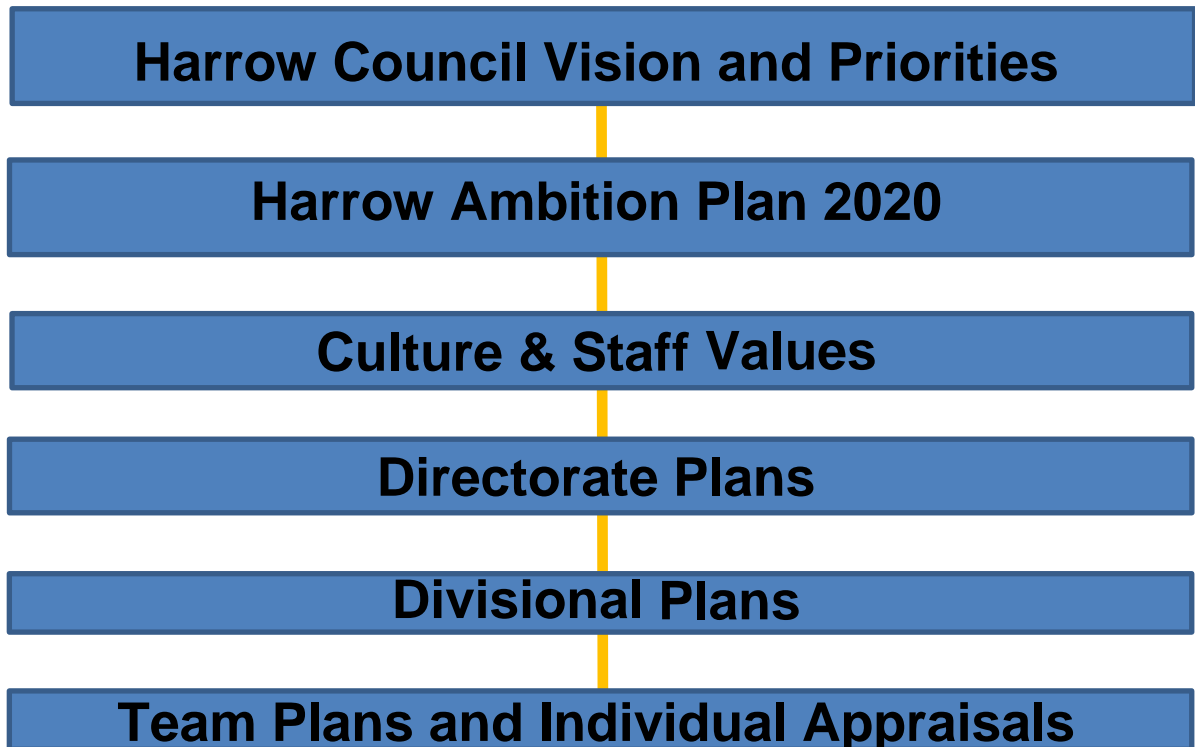 Harrow Council Vision and Priorities
Harrow Ambition Plan 2020
Culture & Staff Values
Directorate Plans
Divisional Plans
Team Plans and Individual Appraisals